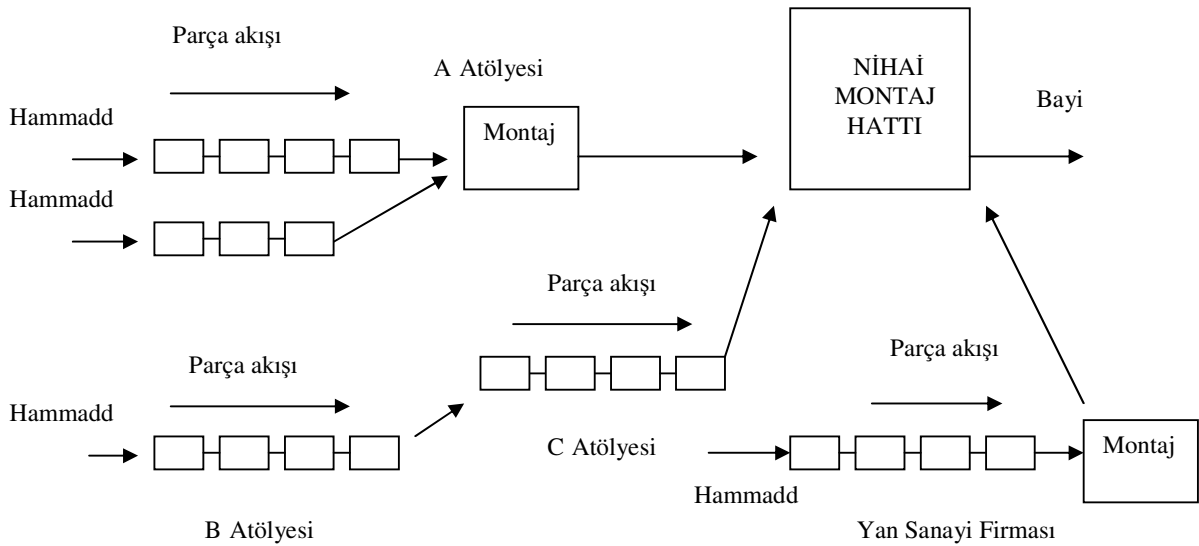 Parça akışı
A Atölyesi
NİHAİ
MONTAJ
HATTI
Bayi
Hammadd
Montaj
Hammadd
Parça akışı
Parça akışı
Parça akışı
Hammadd
C Atölyesi
Montaj
Hammadd
B Atölyesi
Yan Sanayi Firması